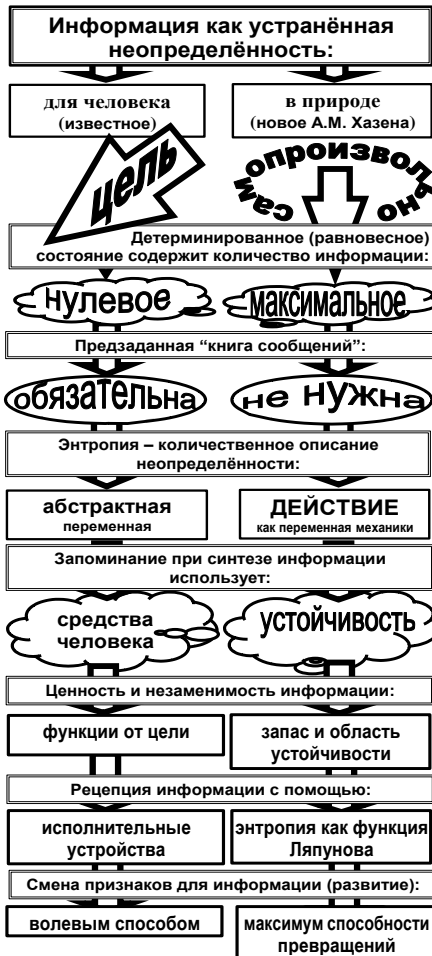 Информация как устранённая
неопределённость:
для человека
(известное)
в природе
(новое А.М. Хазена)
цель
самопроизвольно
Детерминированное (равновесное)
состояние содержит количество информации:
нулевое
максимальное
Предзаданная “книга сообщений”:
обязательна
не нужна
Энтропия – количественное описание
неопределённости:
абстрактная
переменная
ДЕЙСТВИЕ
как переменная механики
Запоминание при синтезе информации
использует:
средства
человека
устойчивость
Ценность и незаменимость информации:
функции от цели
запас и область
устойчивости
Рецепция информации с помощью:
исполнительные
устройства
энтропия как функция
Ляпунова
Смена признаков для информации (развитие):
волевым способом
максимум способности
превращений